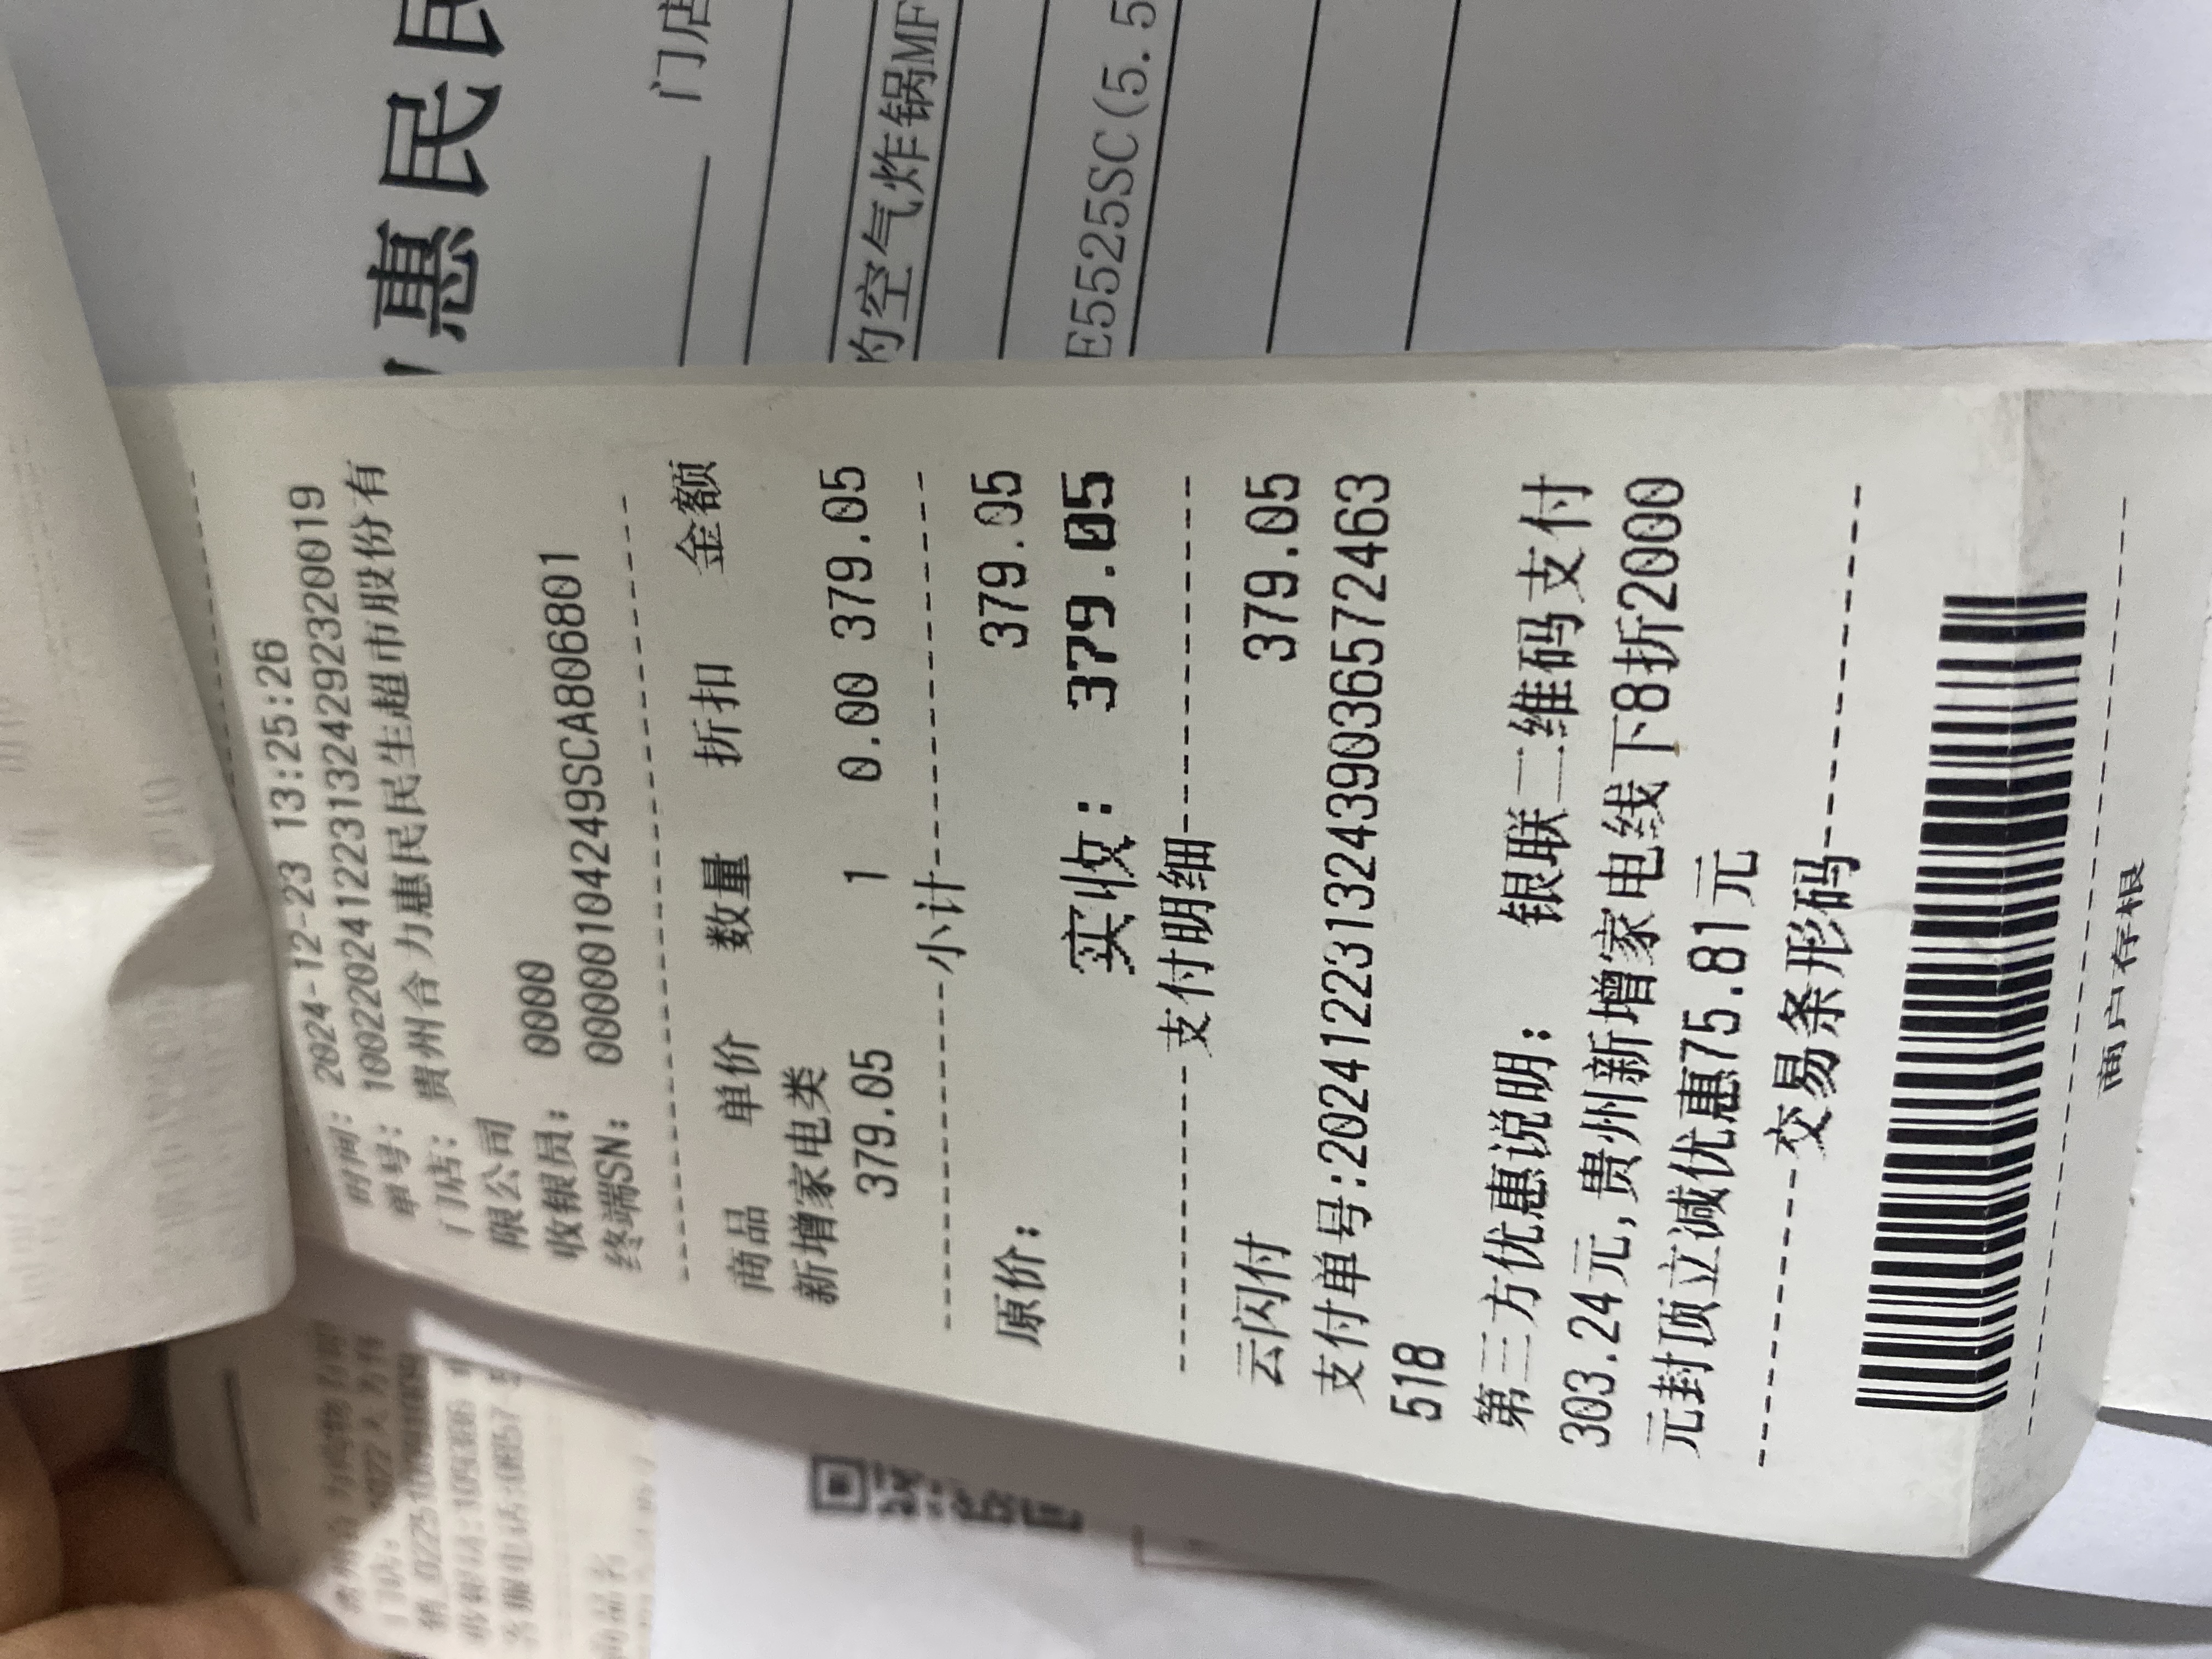 时间: 2024-12-23 13:25:26
单号: 1002202412231324292320019
门店: 贵州合力惠民民生超市股份有
限公司
收银员: 0000
终端SN: 00000104249SCA806801
商品 单价 数量 折扣 金额
新增家电类
379.05 1 0.00 379.05
小计
原价: 379.05
实收: 379.05
支付明细
云闪付 379.05
支付单号:20241223132439036572463
518
第三方优惠说明: 银联二维码支付
303.24元,贵州新增家电线下8折2000
元封顶立减优惠75.81元
交易条形码
商户存根
惠民民
门店
的空气炸锅MF
E5525SC(5.5
客服电话:0857-